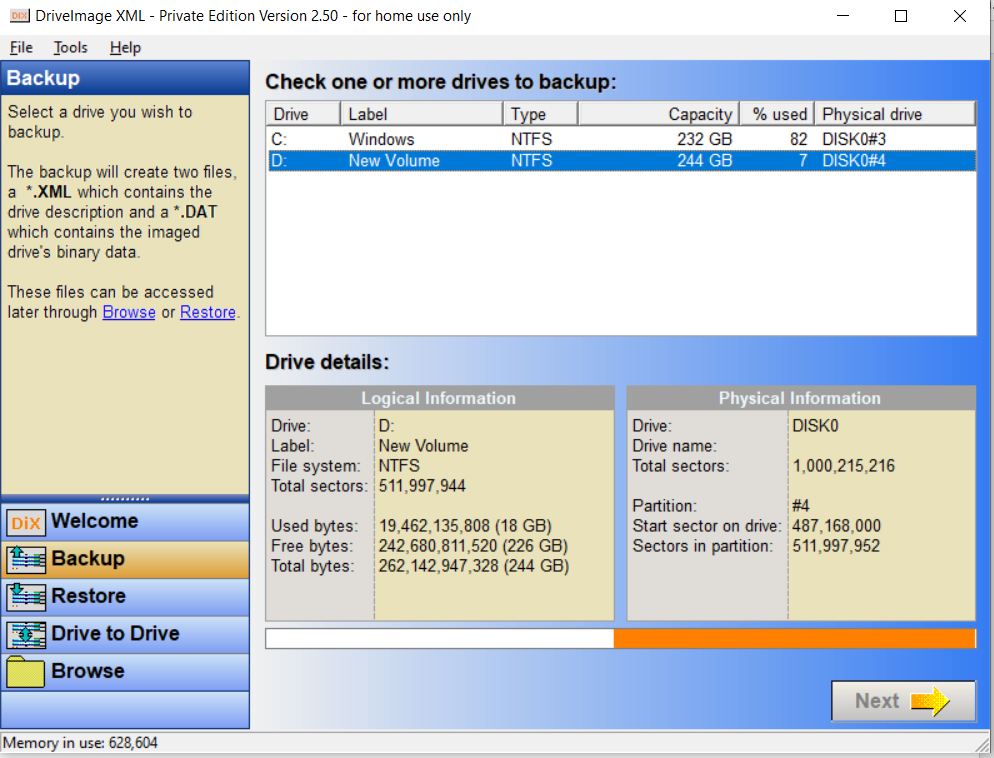 DiX DriveImage XML - Private Edition Version 2.50 - for home use only
File Tools Help
Backup
Select a drive you wish to
backup.
The backup will create two files,
a *.XML which contains the
drive description and a *.DAT
which contains the imaged
drive's binary data.
These files can be accessed
later through Browse or Restore.
DiX Welcome
Backup
Restore
Drive to Drive
Browse
Check one or more drives to backup:
Drive Label Type Capacity % used Physical drive
C: Windows NTFS 232 GB 82 DISK0#3
D: New Volume NTFS 244 GB 7 DISK0#4
Drive details:
Logical Information
Drive: D:
Label: New Volume
File system: NTFS
Total sectors: 511,997,944
Used bytes: 19,462,135,808 (18 GB)
Free bytes: 242,680,811,520 (226 GB)
Total bytes: 262,142,947,328 (244 GB)
Physical Information
Drive: DISK0
Drive name:
Total sectors: 1,000,215,216
Partition: #4
Start sector on drive: 487,168,000
Sectors in partition: 511,997,952
Next
Memory in use: 628,604